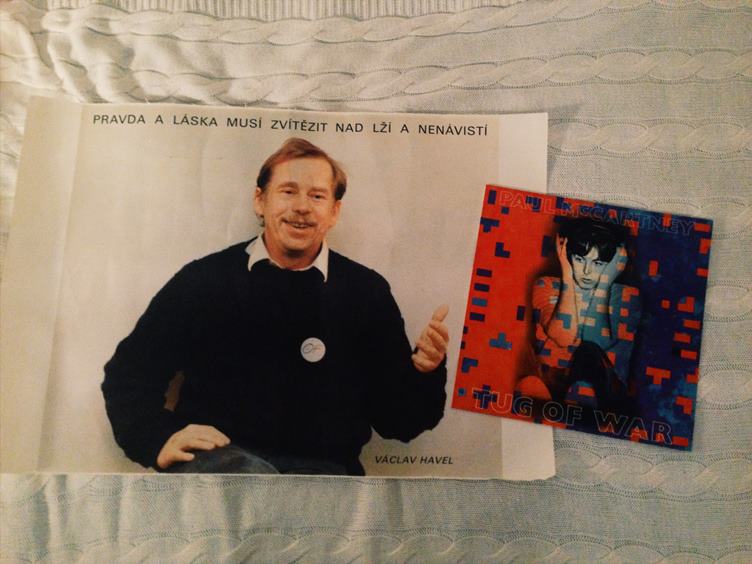 PRAVDA A LÁSKA MUSÍ ZVÍTĚZIT NAD LŽÍ A NENÁVISTÍ
VÁCLAV HAVEL
PAUL McCARTNEY
TUG OF WAR